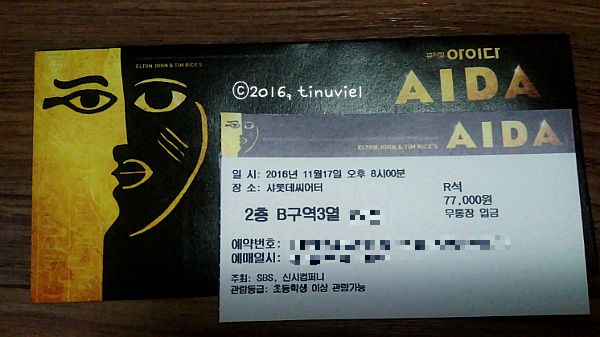 ELTON JOHN & TIM RICE'S
뮤지컬 아이다
AIDA
ⓒ2016, tinuviel
AIDA
ELTON JOHN & TIM RICE'S
일 시: 2016년 11월17일 오후 8시00분
장 소: 샤롯데씨어터
R석
77,000원
2층 B구역3열
무통장 입금
예약번호:
예매일시:
주최: SBS, 신시컴퍼니
관람등급: 초등학생 이상 관람가능